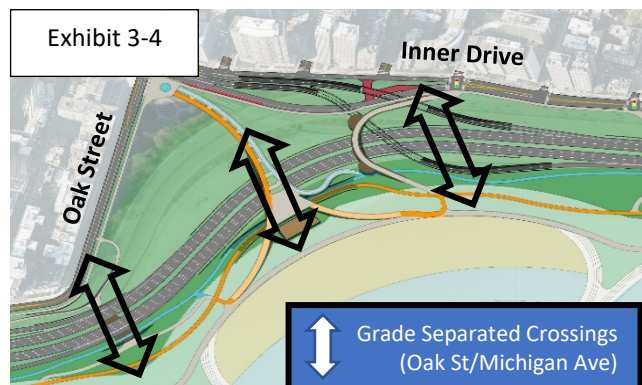 Exhibit 3-4
Inner Drive
Oak Street
Grade Separated Crossings
(Oak St/Michigan Ave)